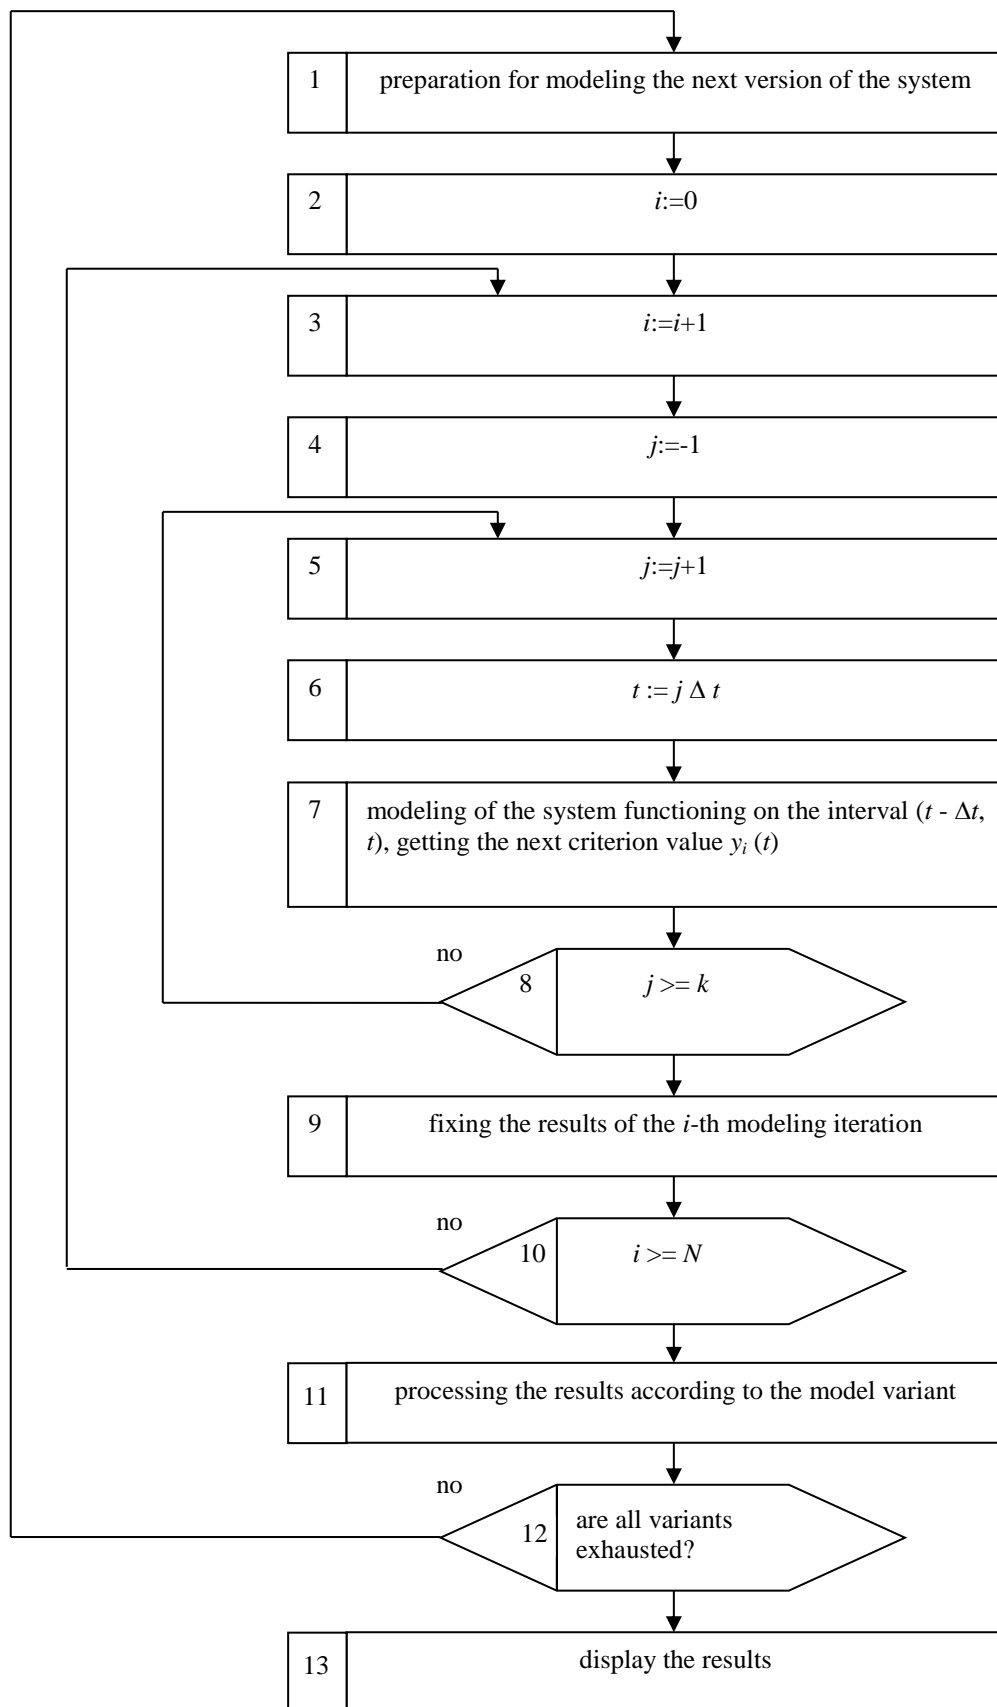 1
preparation for modeling the next version of the system
2
i:=0
3
i:=i+1
4
j:=-1
5
j:=j+1
6
t := j Δ t
7
modeling of the system functioning on the interval (t - Δt,
t), getting the next criterion value yᵢ (t)
no
8
j >= k
9
fixing the results of the i-th modeling iteration
no
10
i >= N
11
processing the results according to the model variant
no
12
are all variants
exhausted?
13
display the results